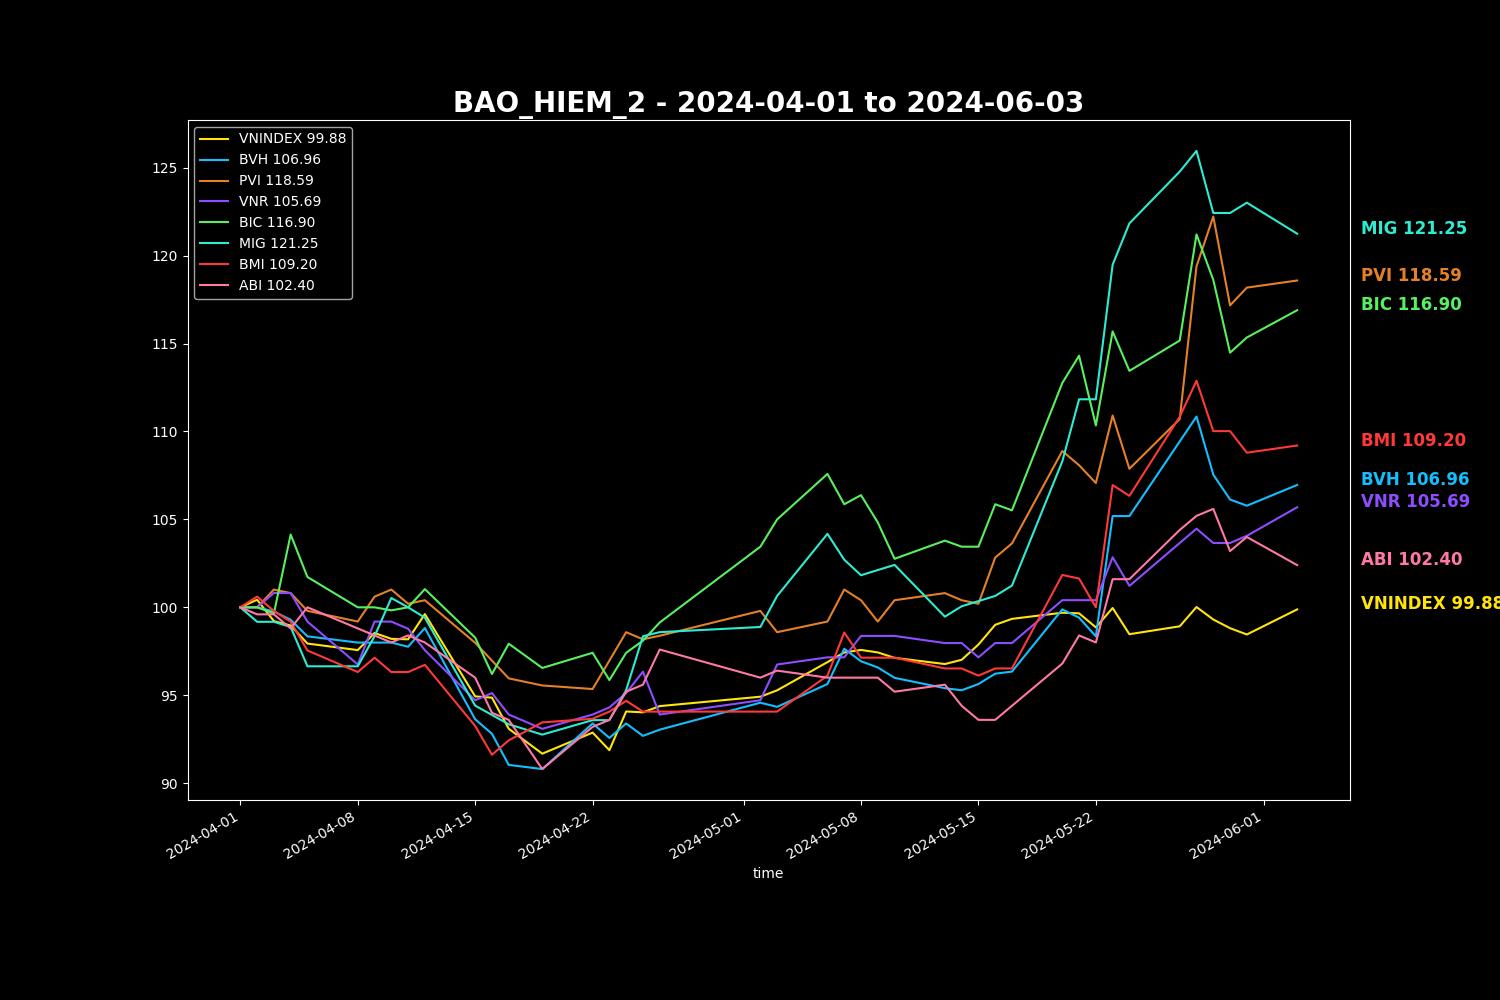 BAO_HIEM_2 - 2024-04-01 to 2024-06-03
VNINDEX 99.88
BVH 106.96
PVI 118.59
VNR 105.69
BIC 116.90
MIG 121.25
BMI 109.20
ABI 102.40
125
120
115
110
105
100
95
90
MIG 121.25
PVI 118.59
BIC 116.90
BMI 109.20
BVH 106.96
VNR 105.69
ABI 102.40
VNINDEX 99.88
2024-04-01
2024-04-08
2024-04-15
2024-04-22
2024-05-01
2024-05-08
2024-05-15
2024-05-22
2024-06-01
time